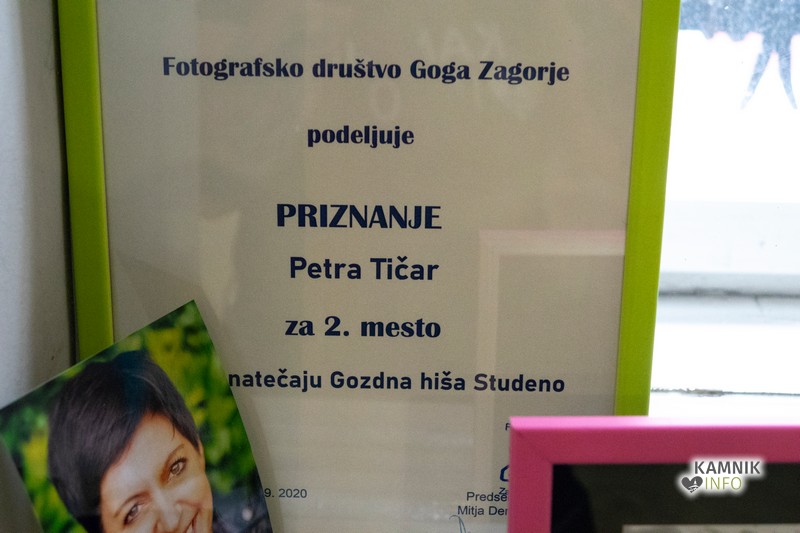 Fotografsko društvo Goga Zagorje
podeljuje
PRIZNANJE
Petra Tičar
za 2. mesto
natečaju Gozdna hiša Studeno
9. 2020
Mitja
KAMNIK
INFO